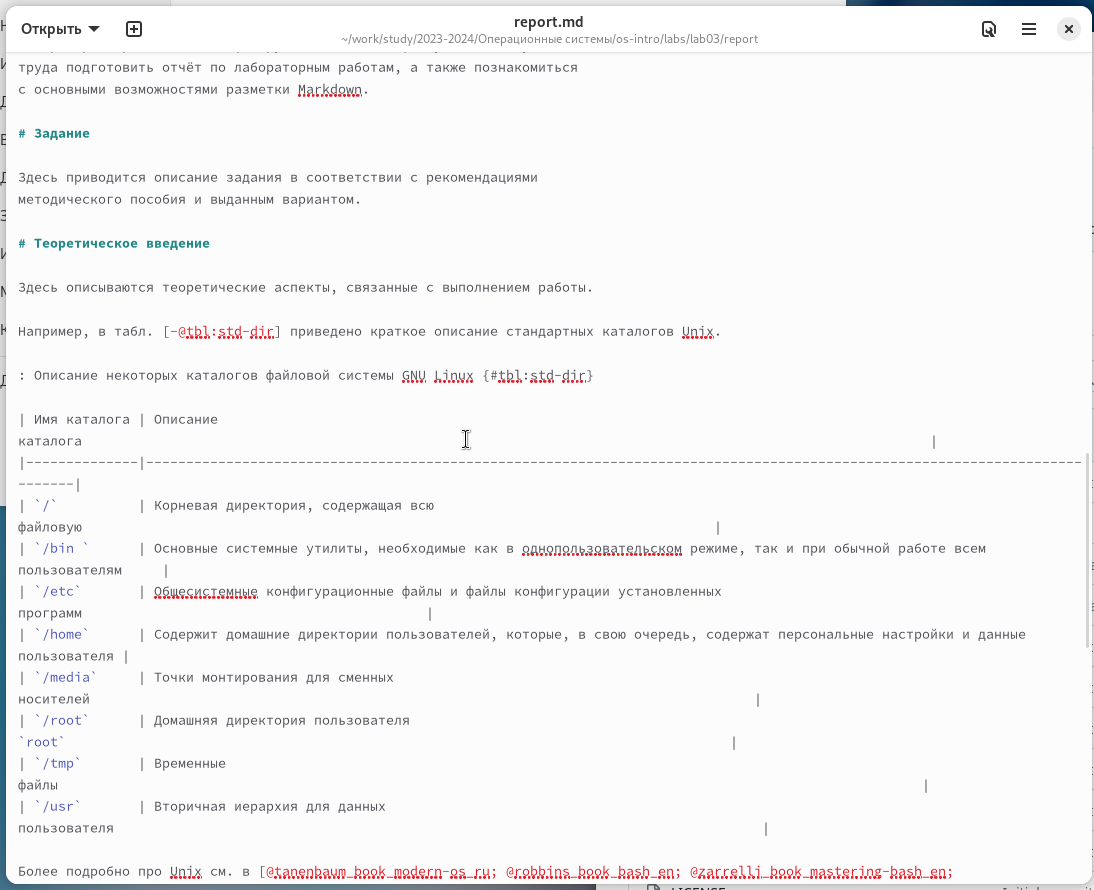 Открыть
report.md
~/work/study/2023-2024/Операционные системы/os-intro/labs/lab03/report
труда подготовить отчёт по лабораторным работам, а также познакомиться
с основными возможностями разметки Markdown.
# Задание
Здесь приводится описание задания в соответствии с рекомендациями
методического пособия и выданным вариантом.
# Теоретическое введение
Здесь описываются теоретические аспекты, связанные с выполнением работы.
Например, в табл. [-@tbl:std-dir] приведено краткое описание стандартных каталогов Unix.
: Описание некоторых каталогов файловой системы GNU Linux {#tbl:std-dir}
| Имя каталога | Описание
каталога |
|--------------|---------------------------------------------------------------------------------------------------------------------
-------|
| `/` | Корневая директория, содержащая всю
файловую |
| `/bin ` | Основные системные утилиты, необходимые как в однопользовательском режиме, так и при обычной работе всем
пользователям |
| `/etc` | Общесистемные конфигурационные файлы и файлы конфигурации установленных
программ |
| `/home` | Содержит домашние директории пользователей, которые, в свою очередь, содержат персональные настройки и данные
пользователя |
| `/media` | Точки монтирования для сменных
носителей |
| `/root` | Домашняя директория пользователя
`root` |
| `/tmp` | Временные
файлы |
| `/usr` | Вторичная иерархия для данных
пользователя |
Более подробно про Unix см. в [@tanenbaum_book_modern-os_ru; @robbins_book_bash_en; @zarrelli_book_mastering-bash_en;